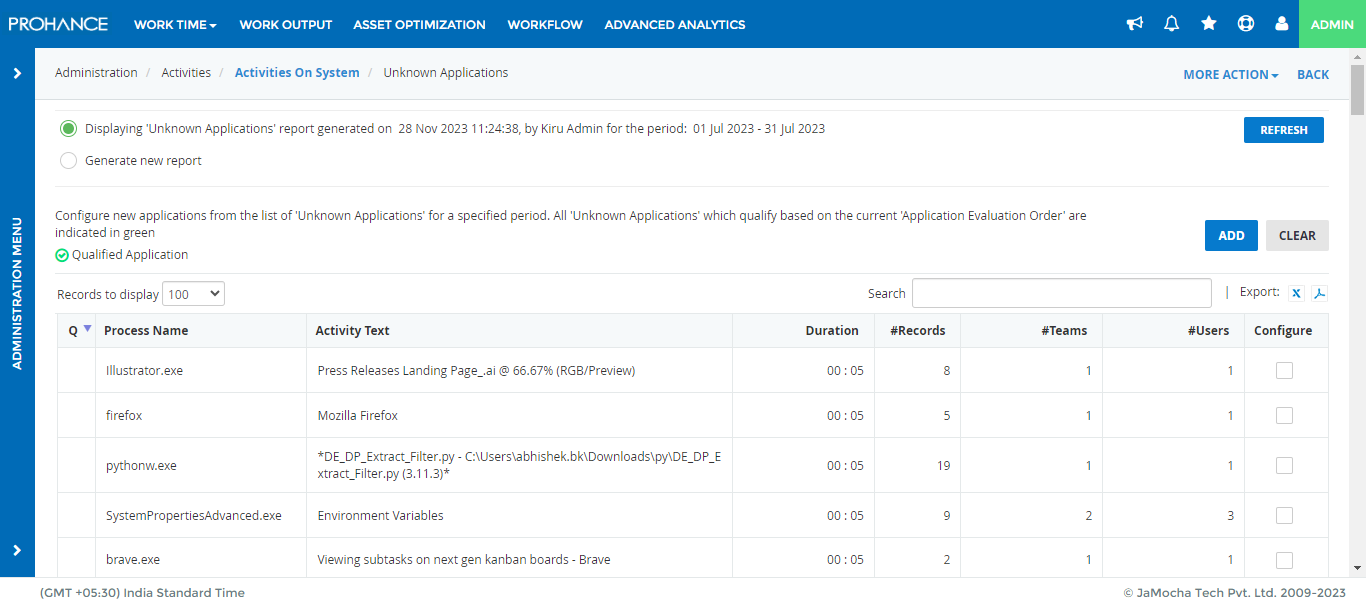 PROHANCE WORK TIME WORK OUTPUT ASSET OPTIMIZATION WORKFLOW ADVANCED ANALYTICS ADMIN
Administration / Activities / Activities On System / Unknown Applications MORE ACTION BACK
Displaying 'Unknown Applications' report generated on 28 Nov 2023 11:24:38, by Kiru Admin for the period: 01 Jul 2023 - 31 Jul 2023
REFRESH
Generate new report
ADMINISTRATION MENU
Configure new applications from the list of 'Unknown Applications' for a specified period. All 'Unknown Applications' which qualify based on the current 'Application Evaluation Order' are
indicated in green
ADD CLEAR
Qualified Application
Records to display 100 Search | Export:
Q Process Name Activity Text Duration #Records #Teams #Users Configure
Illustrator.exe Press Releases Landing Page_.ai @ 66.67% (RGB/Preview) 00 : 05 8 1 1
firefox Mozilla Firefox 00 : 05 5 1 1
pythonw.exe *DE_DP_Extract_Filter.py - C:\Users\abhishek.bk\Downloads\py\DE_DP_E
xtract_Filter.py (3.11.3)* 00 : 05 19 1 1
SystemPropertiesAdvanced.exe Environment Variables 00 : 05 9 2 3
brave.exe Viewing subtasks on next gen kanban boards - Brave 00 : 05 2 1 1
(GMT +05:30) India Standard Time © JaMocha Tech Pvt. Ltd. 2009-2023